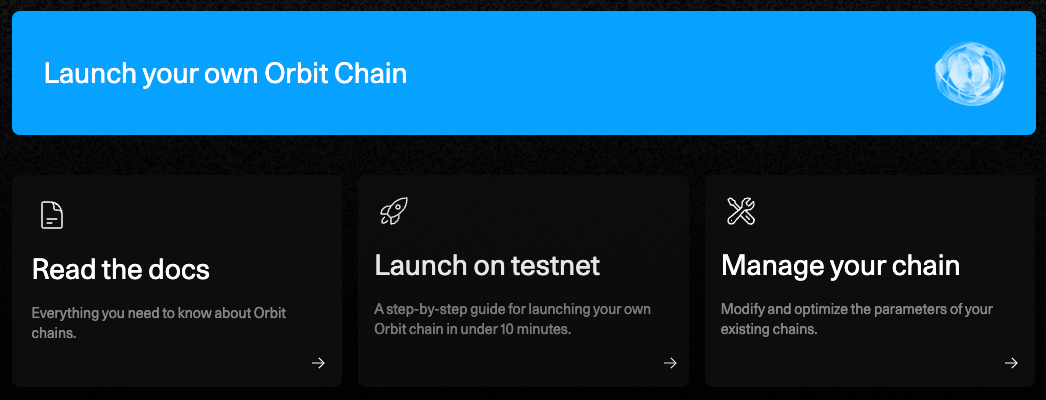 Launch your own Orbit Chain
Read the docs
Everything you need to know about Orbit
chains.
Launch on testnet
A step-by-step guide for launching your own
Orbit chain in under 10 minutes.
Manage your chain
Modify and optimize the parameters of your
existing chains.